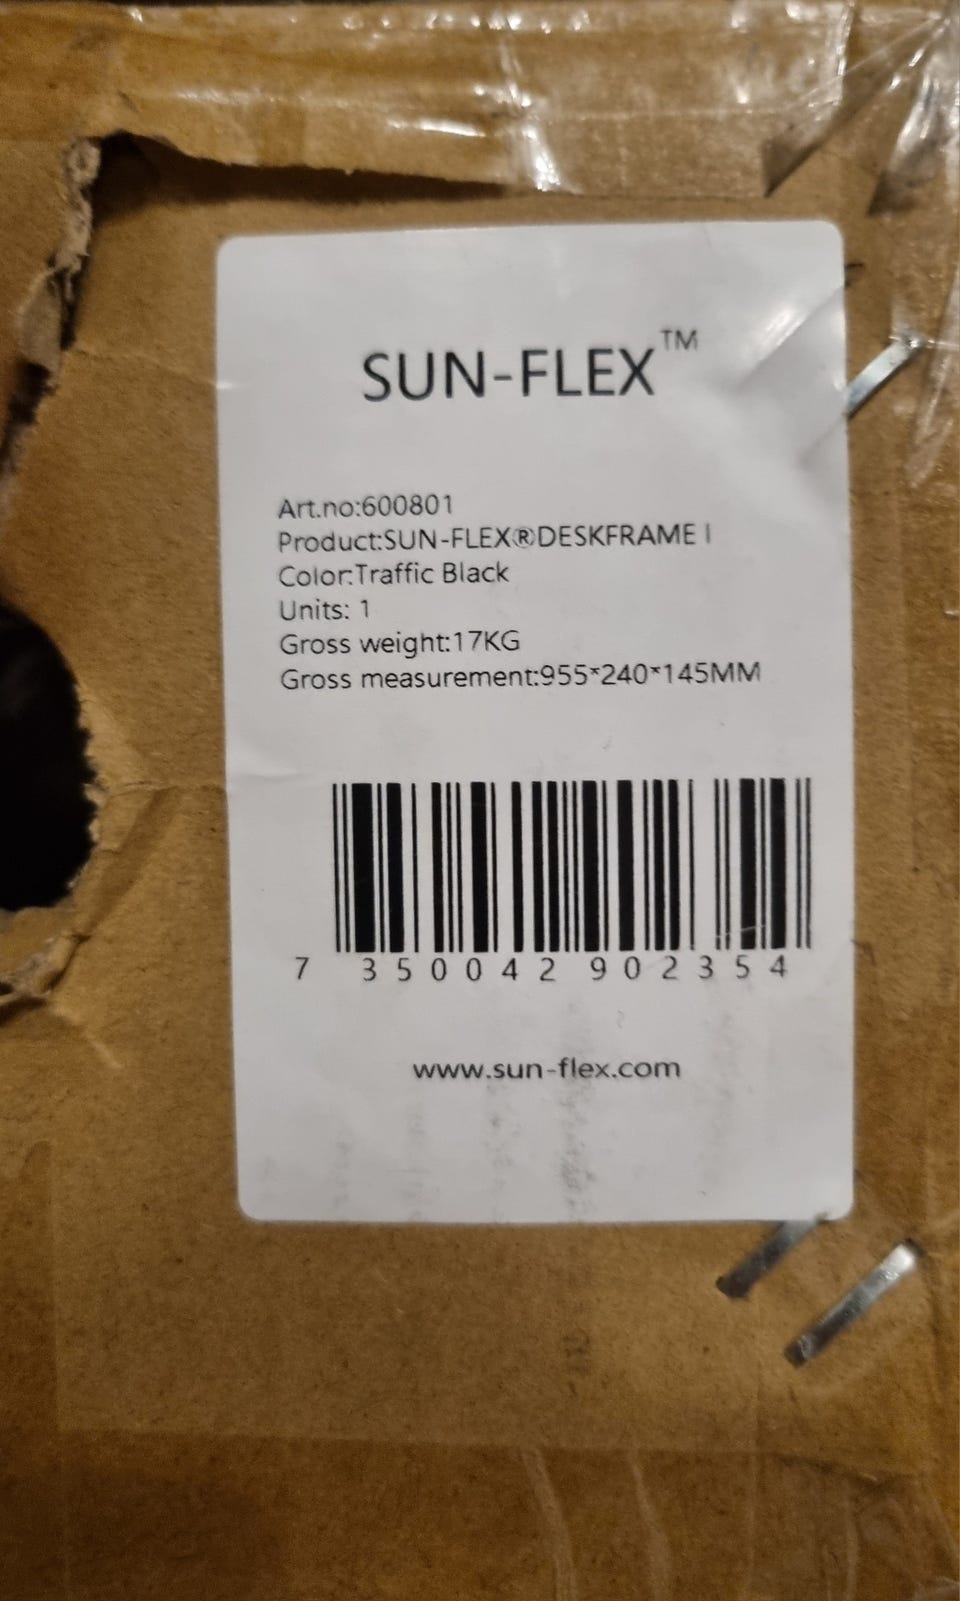 SUN-FLEX™
Art.no:600801
Product:SUN-FLEX®DESKFRAME I
Color:Traffic Black
Units: 1
Gross weight:17KG
Gross measurement:955*240*145MM
7 350042 902354
www.sun-flex.com